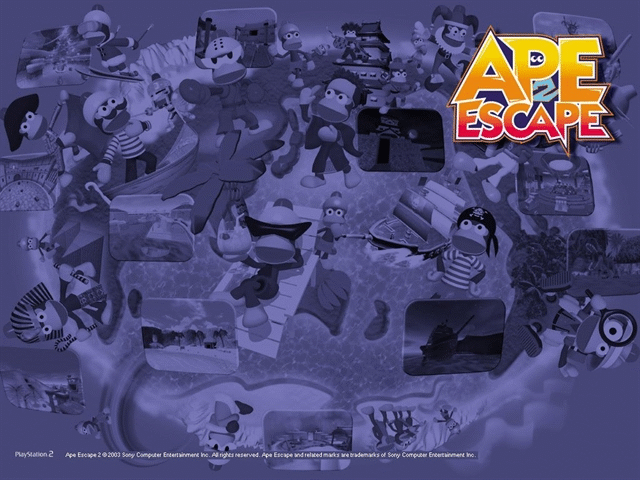 APE
2
ESCAPE
PlayStation.2
Ape Escape 2 © 2003 Sony Computer Entertainment Inc. All rights reserved. Ape Escape and related marks are trademarks of Sony Computer Entertainment Inc.